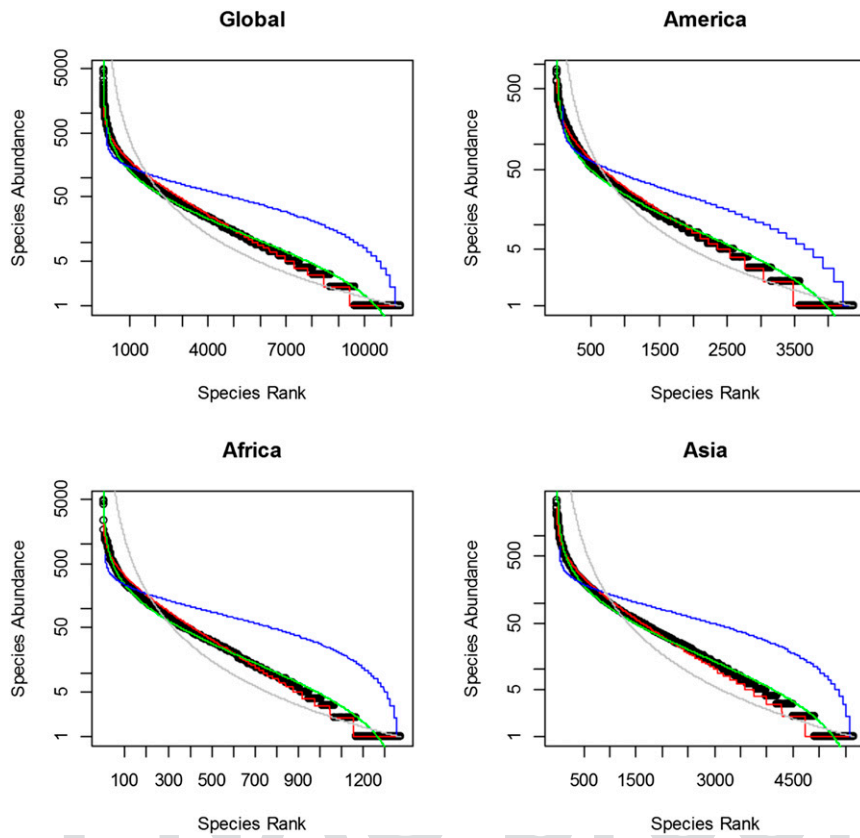 Global
America
5000
500
50
5
1
Species Abundance
1000 4000 7000 10000
Species Rank
500
50
5
1
Species Abundance
500 1500 2500 3500
Species Rank
Africa
Asia
5000
500
50
5
1
Species Abundance
100 300 500 700 900 1200
Species Rank
500
50
5
1
Species Abundance
500 1500 3000 4500
Species Rank